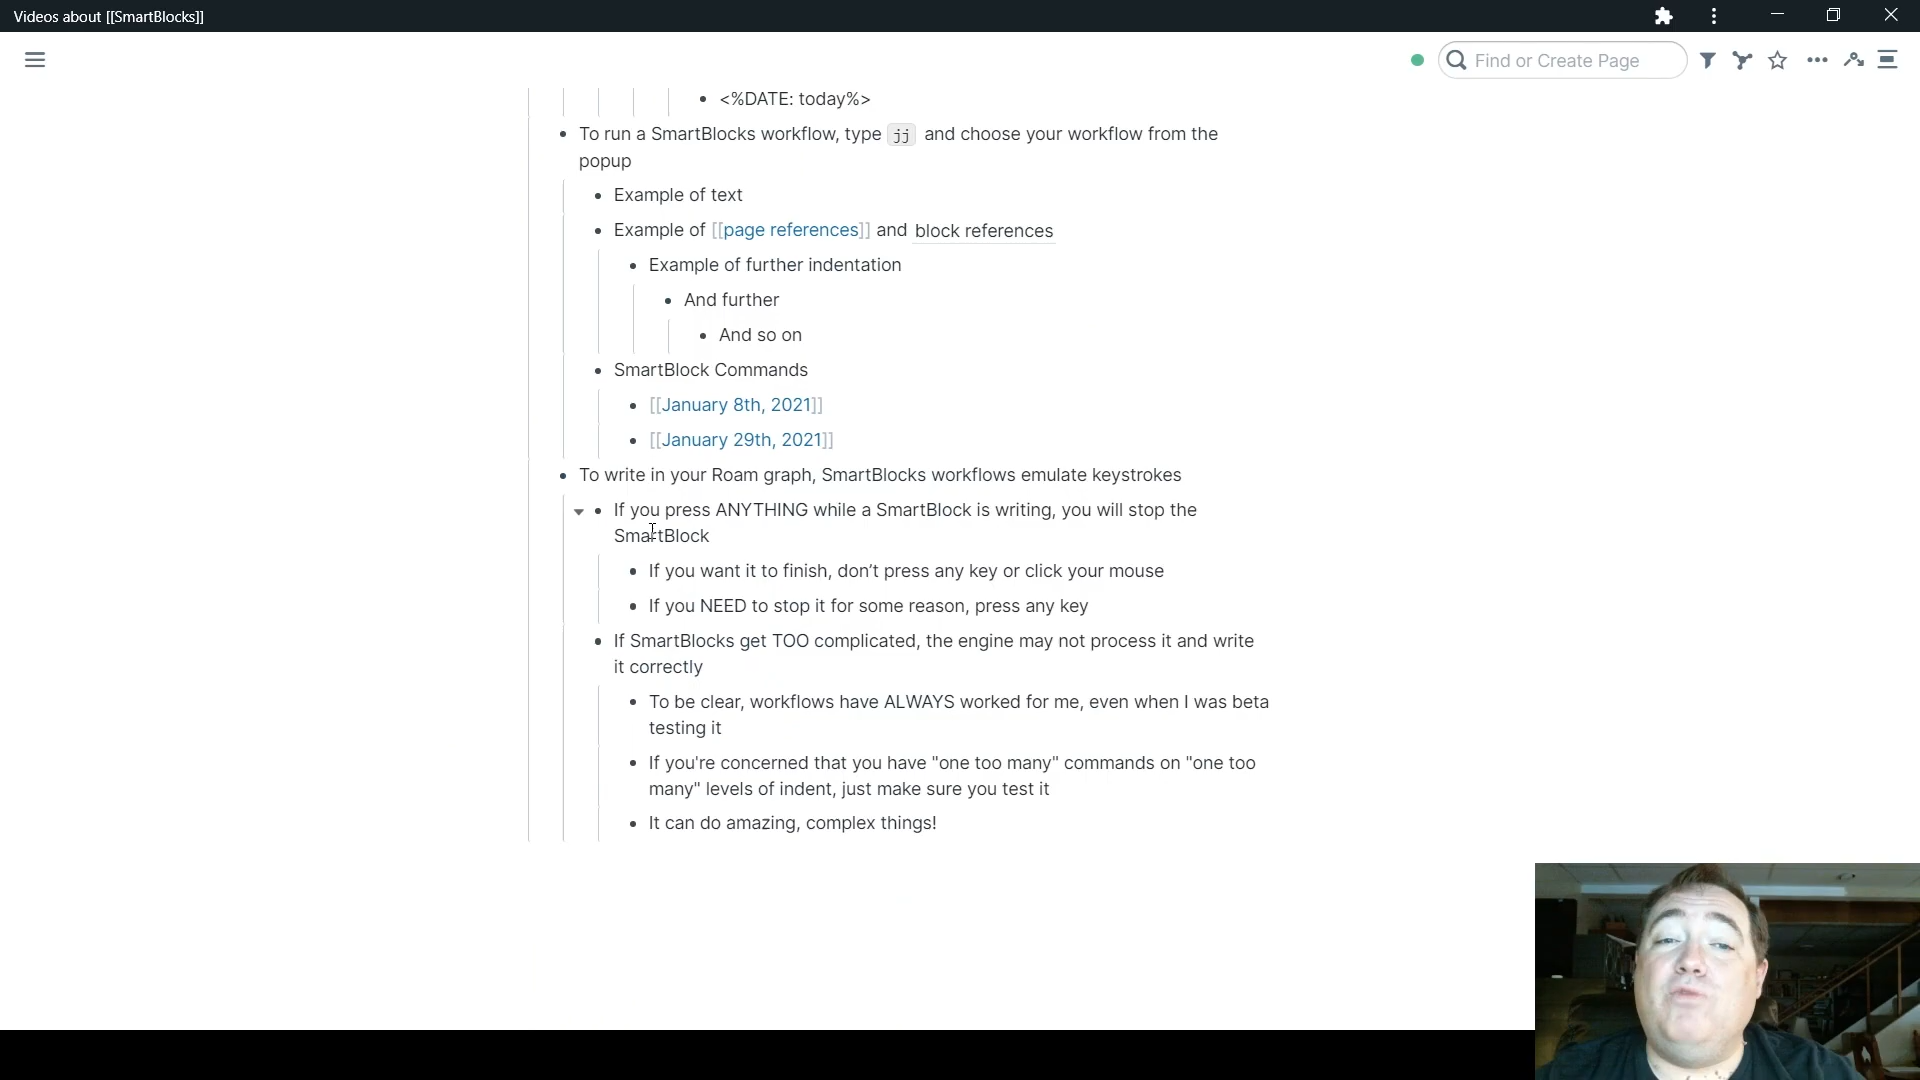 Videos about [[SmartBlocks]]
Find or Create Page
<%DATE: today%>
To run a SmartBlocks workflow, type jj and choose your workflow from the
popup
Example of text
Example of [[page references]] and block references
Example of further indentation
And further
And so on
SmartBlock Commands
[[January 8th, 2021]]
[[January 29th, 2021]]
To write in your Roam graph, SmartBlocks workflows emulate keystrokes
If you press ANYTHING while a SmartBlock is writing, you will stop the
SmartBlock
If you want it to finish, don’t press any key or click your mouse
If you NEED to stop it for some reason, press any key
If SmartBlocks get TOO complicated, the engine may not process it and write
it correctly
To be clear, workflows have ALWAYS worked for me, even when I was beta
testing it
If you're concerned that you have "one too many" commands on "one too
many" levels of indent, just make sure you test it
It can do amazing, complex things!